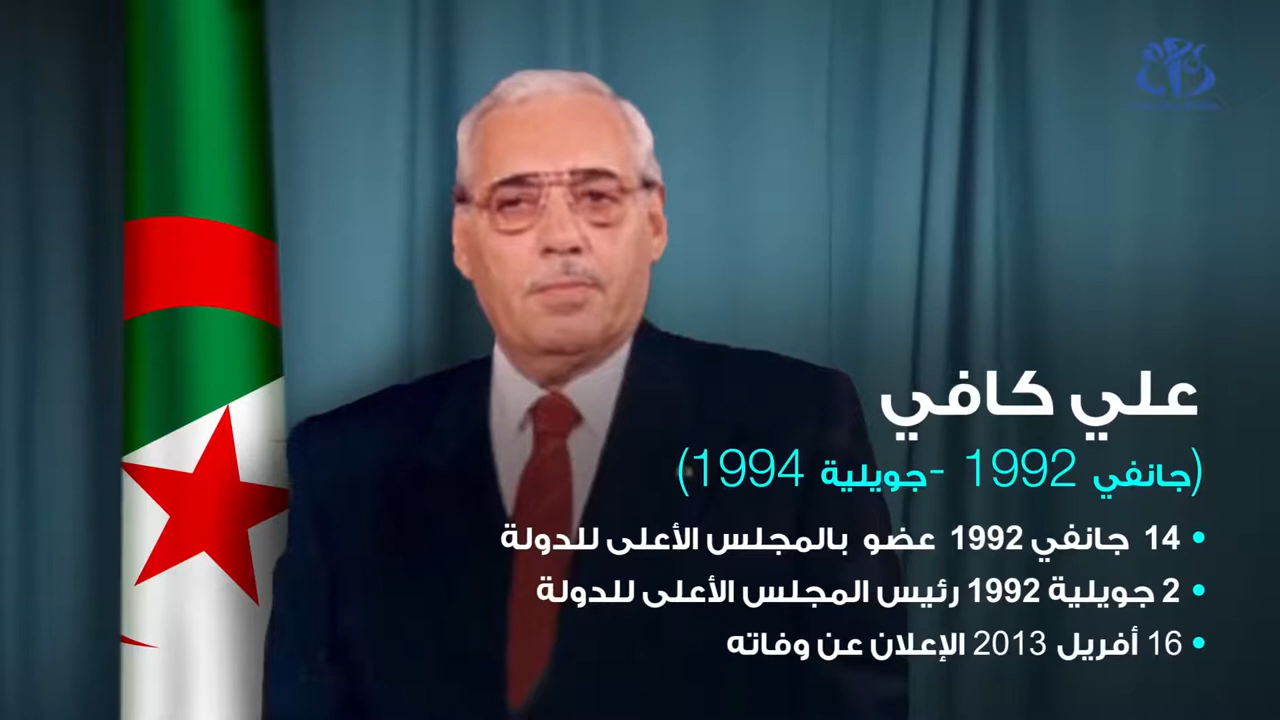 علي كافي
(جانفي 1992 -جويلية 1994)
• 14 جانفي 1992 عضو بالمجلس الأعلى للدولة
• 2 جويلية 1992 رئيس المجلس الأعلى للدولة
• 16 أفريل 2013 الإعلان عن وفاته